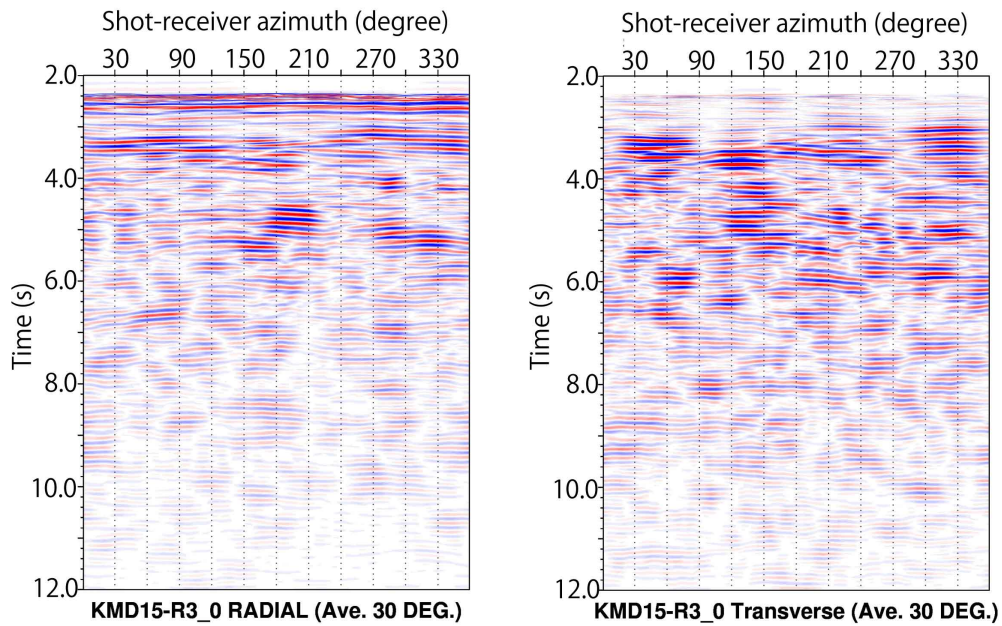 Shot-receiver azimuth (degree)
30 90 150 210 270 330
2.0
4.0
6.0
8.0
10.0
12.0
Time (s)
KMD15-R3_0 RADIAL (Ave. 30 DEG.)
Shot-receiver azimuth (degree)
30 90 150 210 270 330
2.0
4.0
6.0
8.0
10.0
12.0
Time (s)
KMD15-R3_0 Transverse (Ave. 30 DEG.)